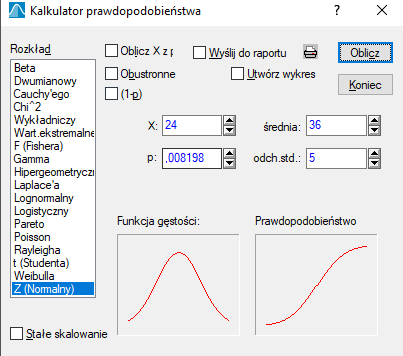 Kalkulator prawdopodobieństwa
Rozkład
Beta
Dwumianowy
Cauchy'ego
Chi^2
Wykładniczy
Wart.ekstremalne
F (Fishera)
Gamma
Hipergeometryczn
Laplace'a
Lognormalny
Logistyczny
Pareto
Poisson
Rayleigha
t (Studenta)
Weibulla
Z (Normalny)
Stałe skalowanie
Oblicz X z p
Wyślij do raportu
Oblicz
Obustronne
Utwórz wykres
Koniec
(1-p)
X: 24
średnia: 36
p: ,008198
odch.std.: 5
Funkcja gęstości:
Prawdopodobieństwo